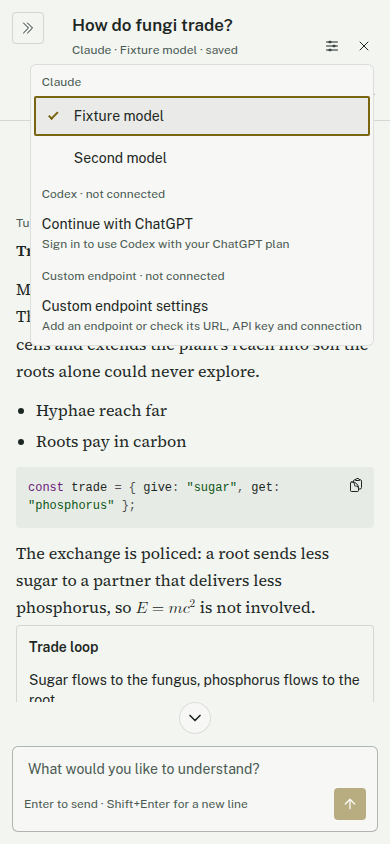 How do fungi trade?
Claude · Fixture model · saved
Claude
Fixture model
Second model
Codex · not connected
Continue with ChatGPT
Sign in to use Codex with your ChatGPT plan
Custom endpoint · not connected
Custom endpoint settings
Add an endpoint or check its URL, API key and connection
cells and extends the plant's reach into soil the
roots alone could never explore.
• Hyphae reach far
• Roots pay in carbon
const trade = { give: "sugar", get:
"phosphorus" };
The exchange is policed: a root sends less
sugar to a partner that delivers less
phosphorus, so E = mc² is not involved.
Trade loop
Sugar flows to the fungus, phosphorus flows to the
root
What would you like to understand?
Enter to send · Shift+Enter for a new line